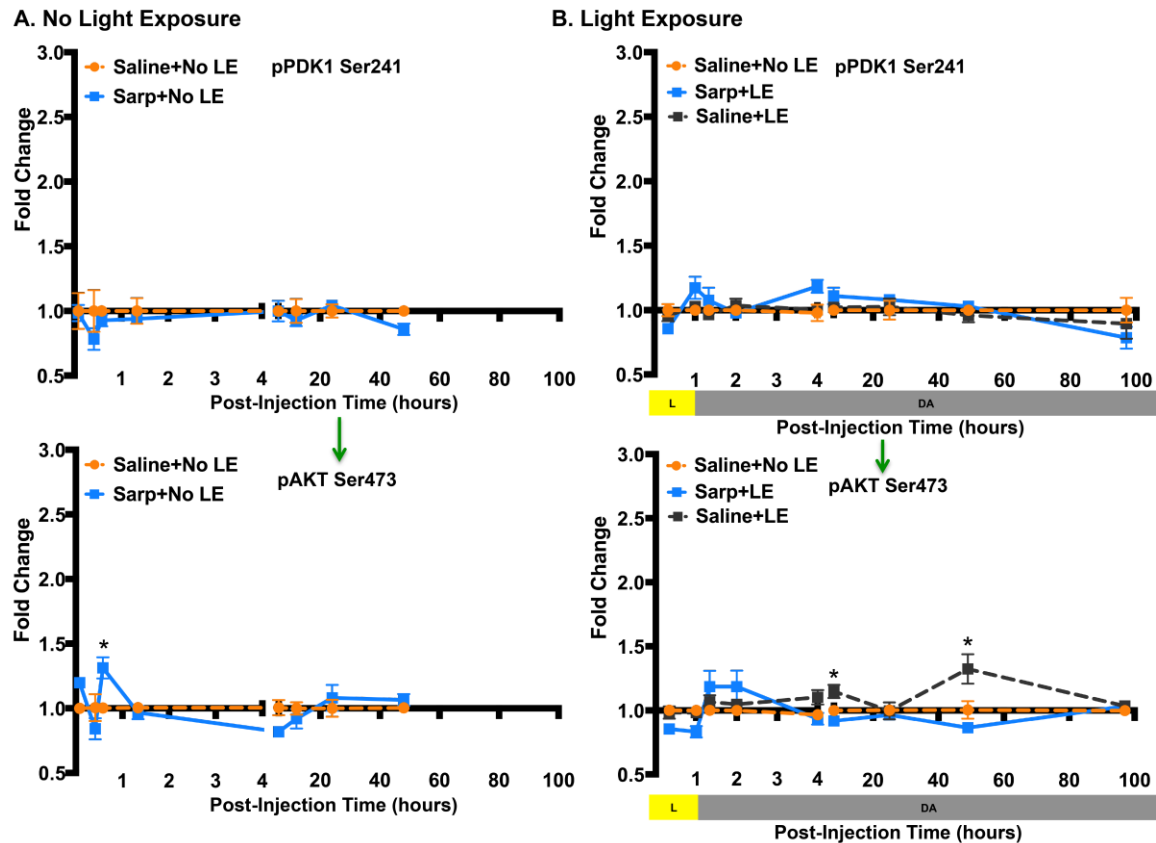 A. No Light Exposure
3.0
Saline+No LE
pPDK1 Ser241
Sarp+No LE
2.5
2.0
1.5
1.0
0.5
Fold Change
1 2 3 4 20 40 60 80 100
Post-Injection Time (hours)
3.0
Saline+No LE
Sarp+No LE
pAKT Ser473
2.5
2.0
1.5
*
1.0
0.5
Fold Change
1 2 3 4 20 40 60 80 100
Post-Injection Time (hours)
B. Light Exposure
3.0
Saline+No LE
pPDK1 Ser241
Sarp+LE
Saline+LE
2.5
2.0
1.5
1.0
0.5
Fold Change
1 2 3 4 20 40 60 80 100
L DA
Post-Injection Time (hours)
3.0
Saline+No LE
pAKT Ser473
Sarp+LE
Saline+LE
2.5
2.0
1.5
* *
1.0
0.5
Fold Change
1 2 3 4 20 40 60 80 100
L DA
Post-Injection Time (hours)